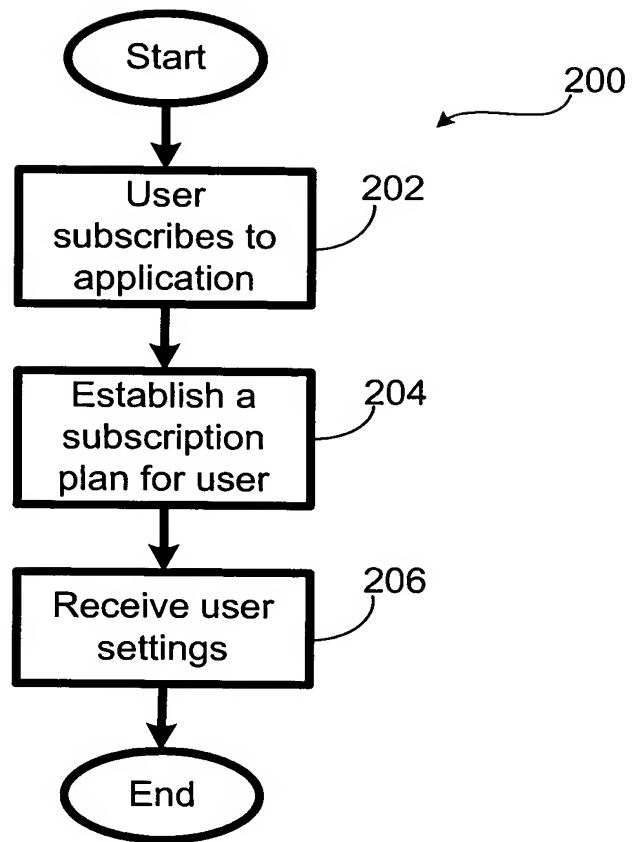 Start
200
User
subscribes to
application
202
Establish a
subscription
plan for user
204
Receive user
settings
206
End